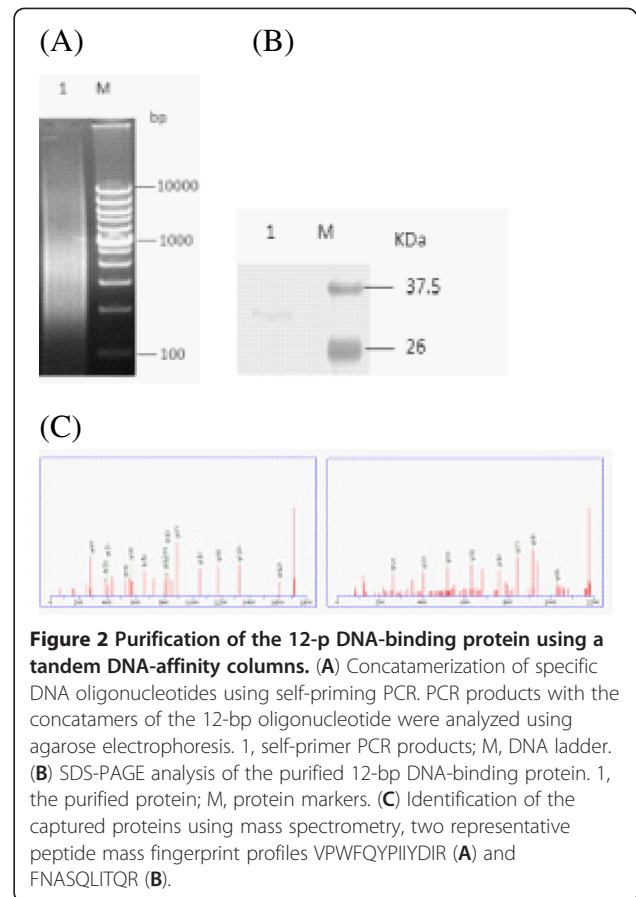 (A)
(B)
1 M
bp
10000
1000
100
1 M
KDa
37.5
26
(C)
Figure 2 Purification of the 12-p DNA-binding protein using a
tandem DNA-affinity columns. (A) Concatamerization of specific
DNA oligonucleotides using self-priming PCR. PCR products with the
concatamers of the 12-bp oligonucleotide were analyzed using
agarose electrophoresis. 1, self-primer PCR products; M, DNA ladder.
(B) SDS-PAGE analysis of the purified 12-bp DNA-binding protein. 1,
the purified protein; M, protein markers. (C) Identification of the
captured proteins using mass spectrometry, two representative
peptide mass fingerprint profiles VPWFQYPIIYDIR (A) and
FNASQLITQR (B).